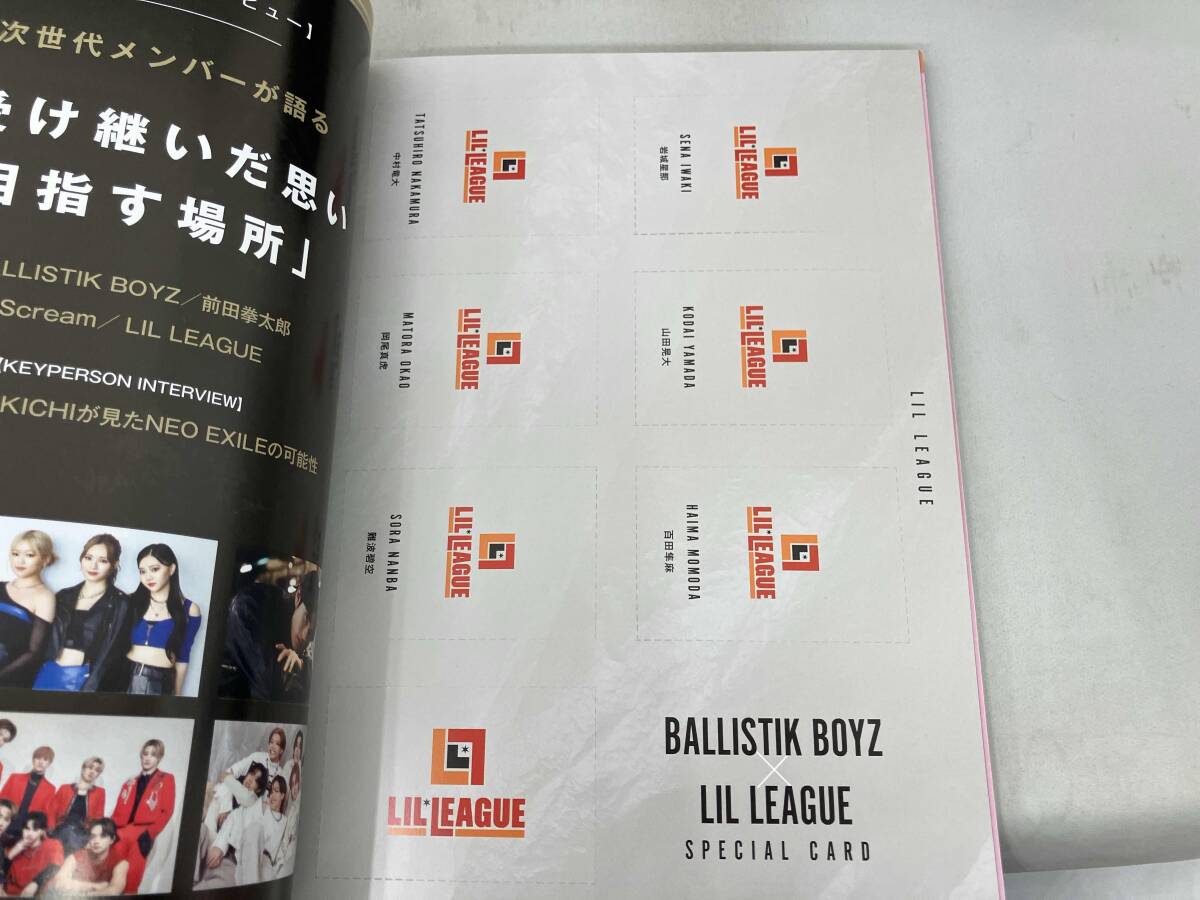 ビュー】
次世代メンバーが語る
受け継いだ思い
目指す場所」
ALLISTIK BOYZ／前田拳太郎
Scream／LIL LEAGUE
【KEYPERSON INTERVIEW】
KICHIが見たNEO EXILEの可能性
TATSUHIRO NAKAMURA
中村竜大
LIL LEAGUE
SENA IWAKI
岩城星那
LIL LEAGUE
MATORA OKAO
岡尾真虎
LIL LEAGUE
KODAI YAMADA
山田晃大
LIL LEAGUE
SORA NANBA
難波碧空
LIL LEAGUE
HAIMA MOMODA
百田隼麻
LIL LEAGUE
LIL LEAGUE
LIL LEAGUE
BALLISTIK BOYZ
×
LIL LEAGUE
SPECIAL CARD